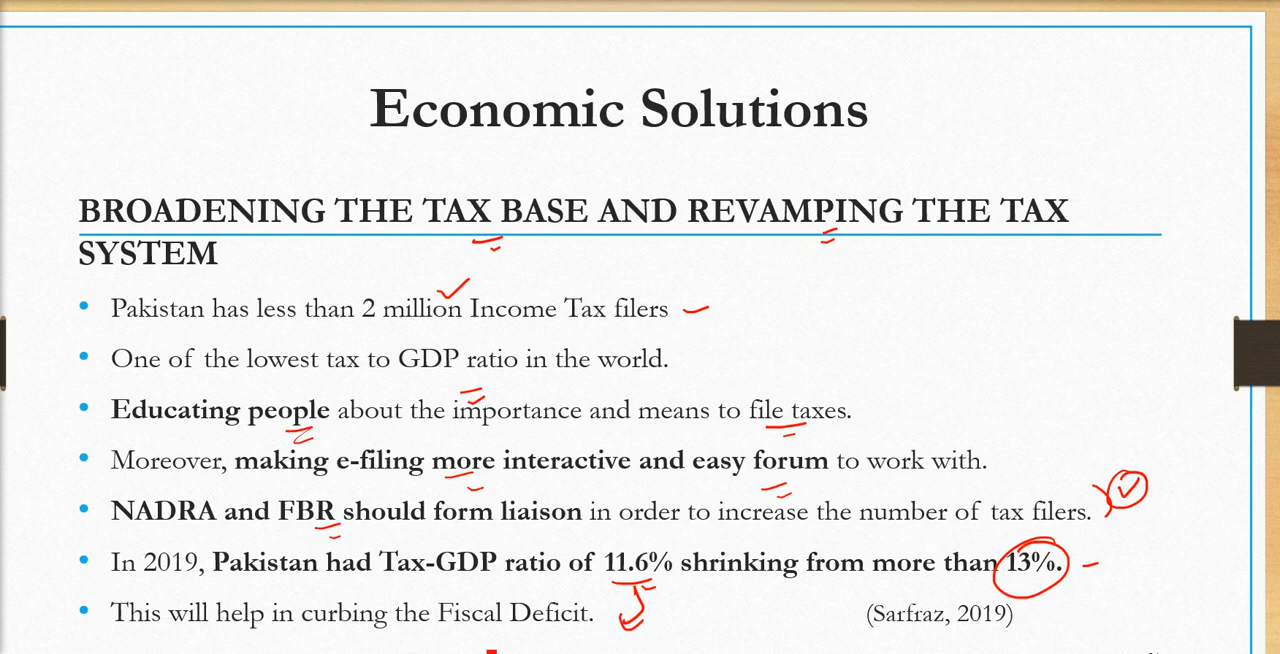 Economic Solutions
BROADENING THE TAX BASE AND REVAMPING THE TAX
SYSTEM
• Pakistan has less than 2 million Income Tax filers
• One of the lowest tax to GDP ratio in the world.
• Educating people about the importance and means to file taxes.
• Moreover, making e-filing more interactive and easy forum to work with.
• NADRA and FBR should form liaison in order to increase the number of tax filers.
• In 2019, Pakistan had Tax-GDP ratio of 11.6% shrinking from more than 13%.
• This will help in curbing the Fiscal Deficit. (Sarfraz, 2019)